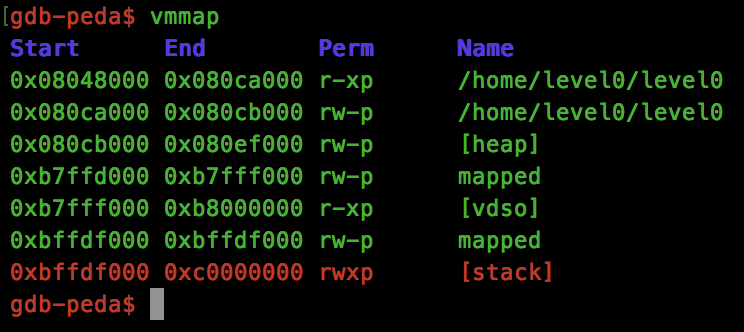 [gdb-peda$ vmmap
Start End Perm Name
0x08048000 0x080ca000 r-xp /home/level0/level0
0x080ca000 0x080cb000 rw-p /home/level0/level0
0x080cb000 0x080ef000 rw-p [heap]
0xb7ffd000 0xb7fff000 rw-p mapped
0xb7fff000 0xb8000000 r-xp [vdso]
0xbffdf000 0xbffdf000 rw-p mapped
0xbffdf000 0xc0000000 rwxp [stack]
gdb-peda$